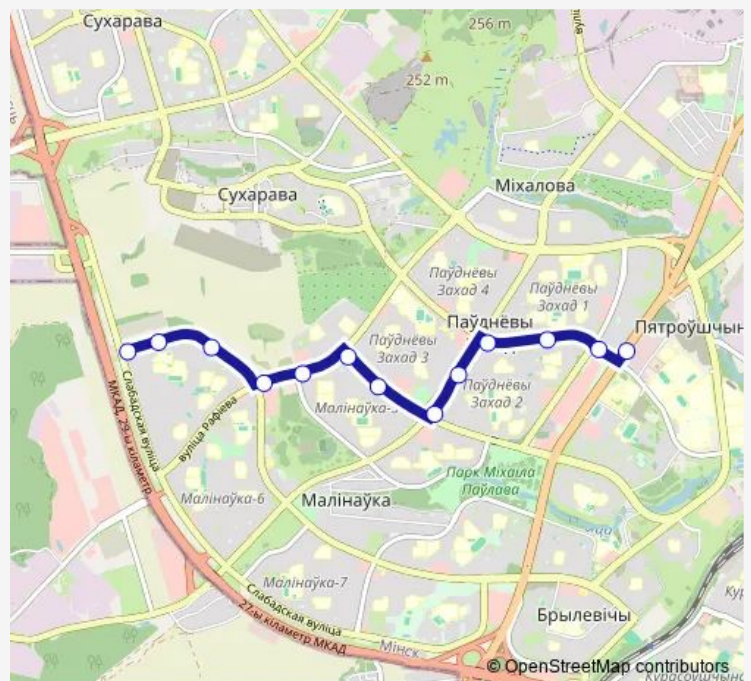 Сухарава
256 m
252 m
Сухарава
Міхалова
Паўднёвы
Захад 4
Паўднёвы
Захад 1
Паўднёвы
Пятроўшчын
Паўднёвы
Захад 3
Паўднёвы
Захад 2
Малінаўка-
вуліца Рафіева
Слабадская вуліца
МКАД, 29-ы кіламетр
Парк Міхаіла
Паўлава
Малінаўка-6
Малінаўка
Малінаўка-7
Слабадская вуліца
27-ы кіламетр МКАД
Брылевічы
Мінск
© OpenStreetMap contributors